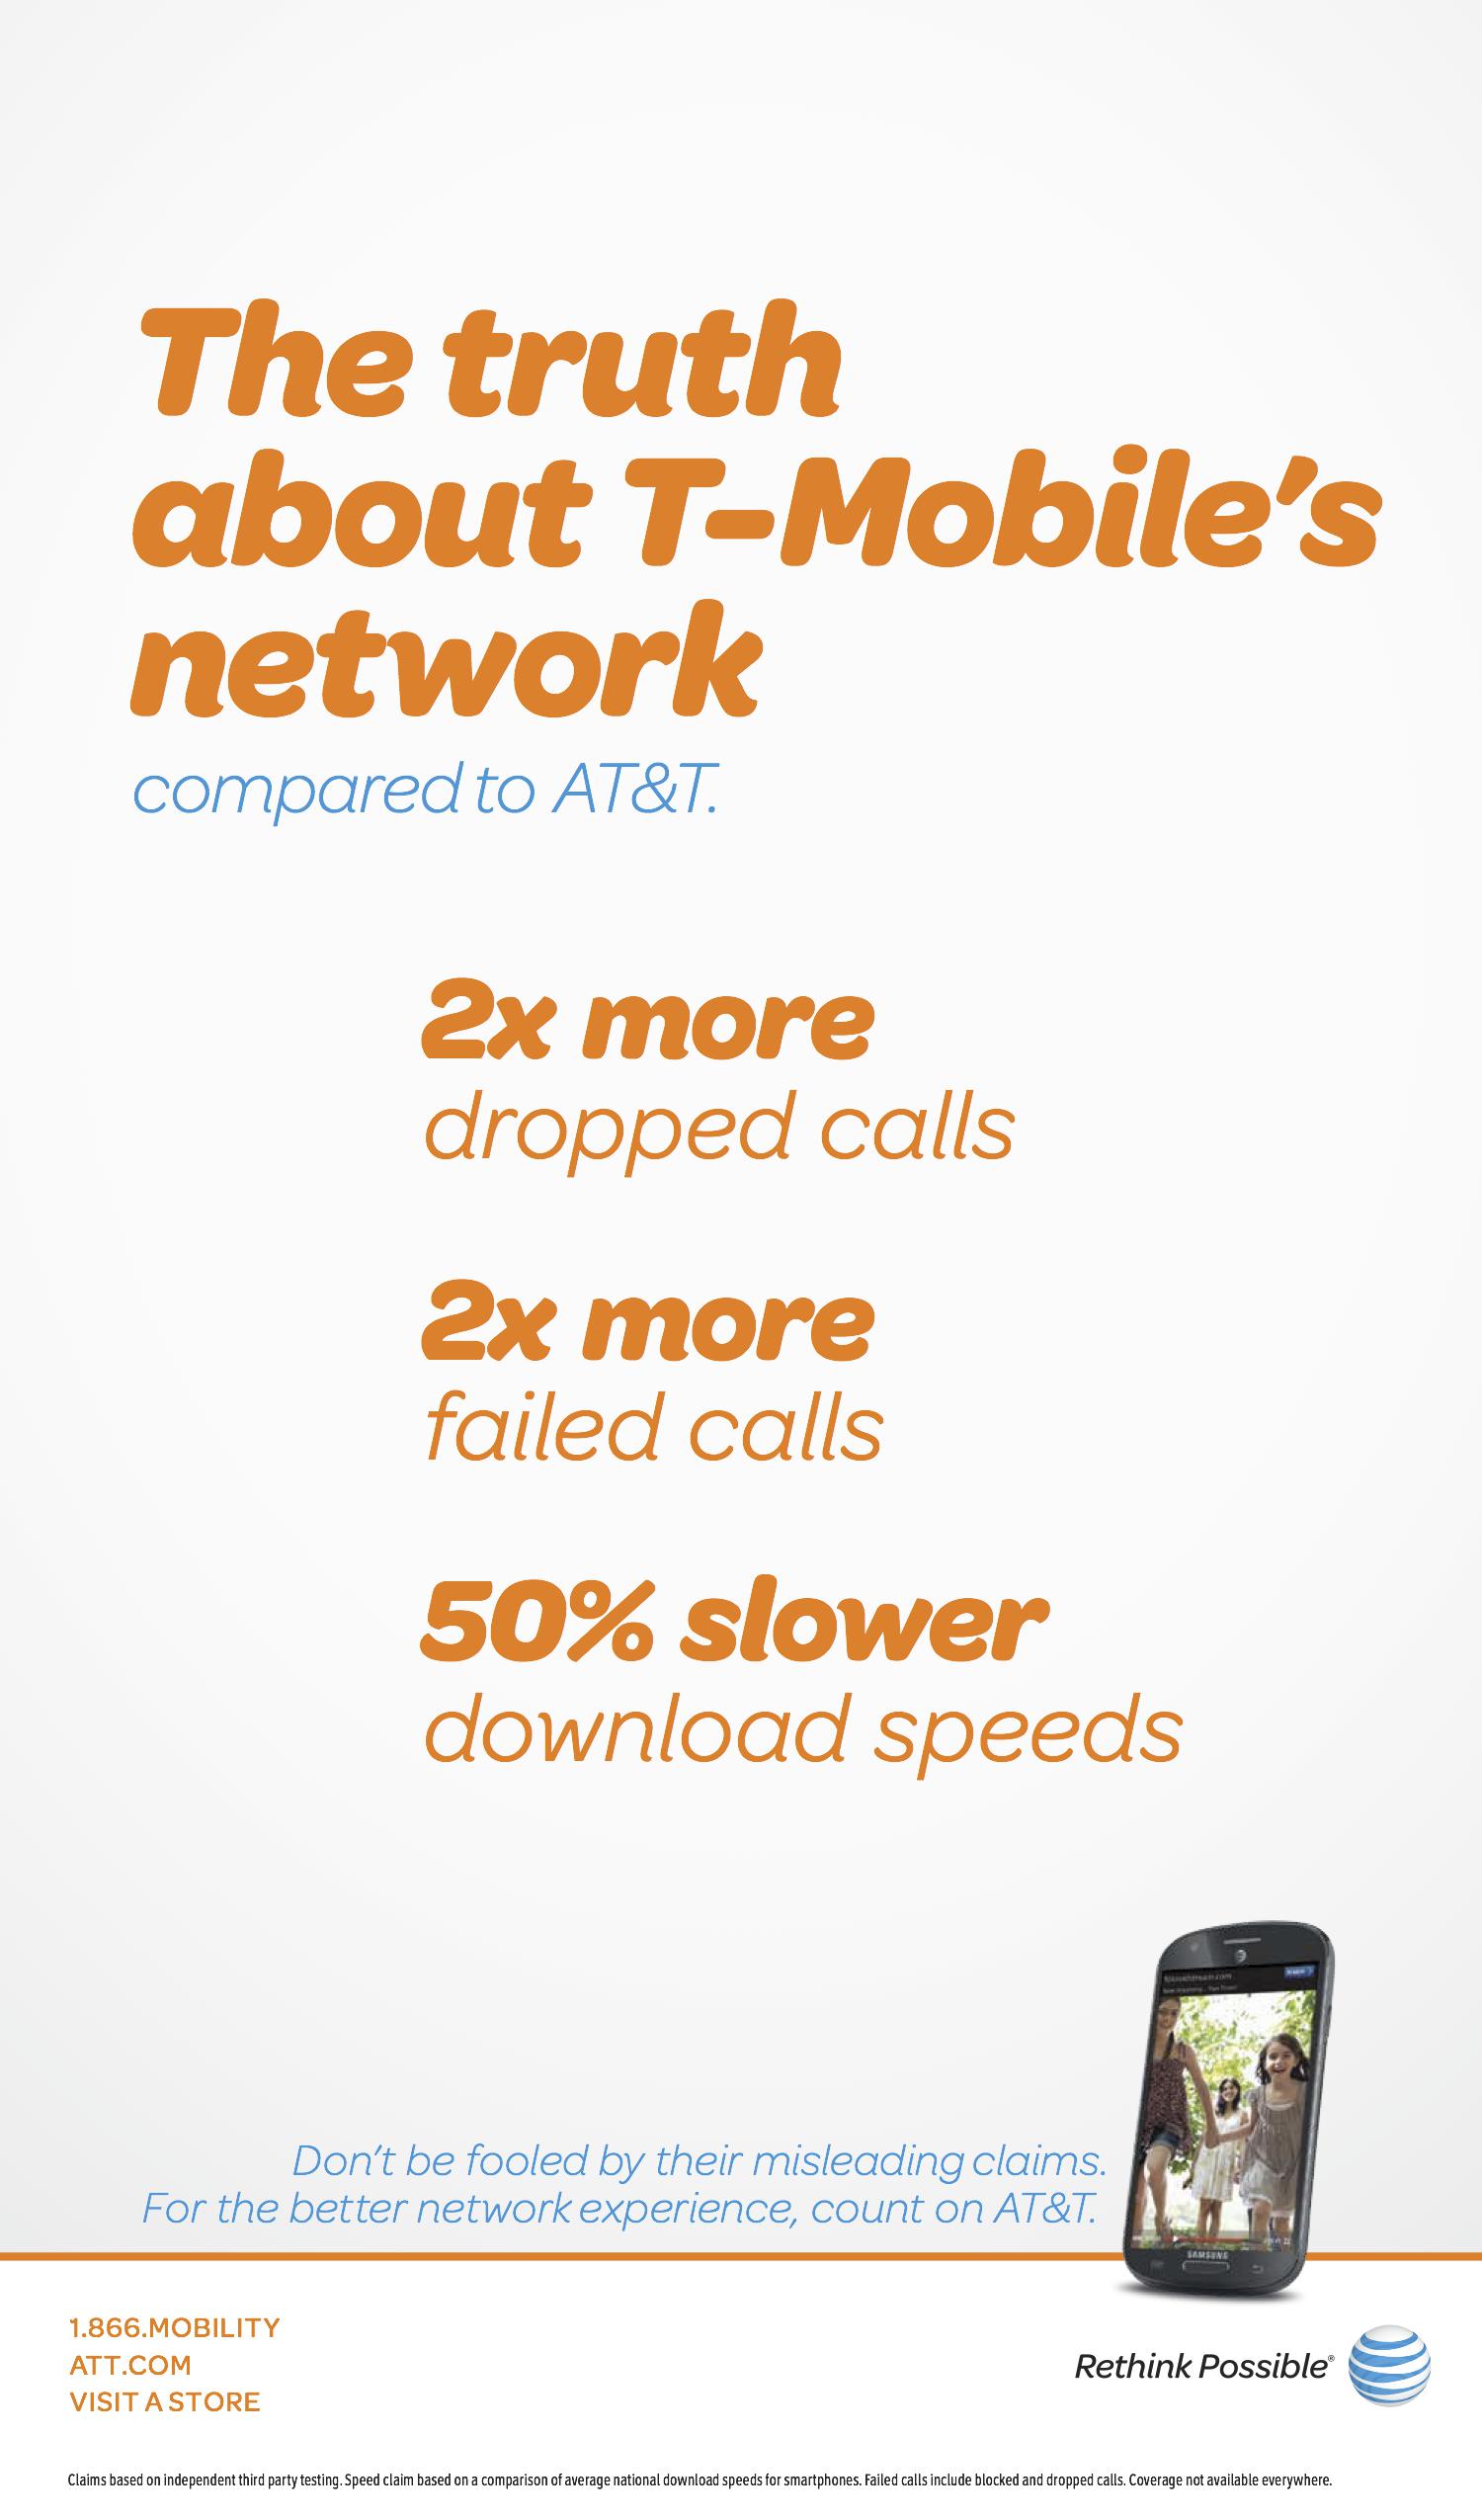 The truth
about T-Mobile's
network
compared to AT&T.
2x more
dropped calls
2x more
failed calls
50% slower
download speeds
Don't be fooled by their misleading claims.
For the better network experience, count on AT&T.
SAMSUNG
1.866.MOBILITY
ATT.COM
VISIT A STORE
Rethink Possible®
Claims based on independent third party testing. Speed claim based on a comparison of average national download speeds for smartphones. Failed calls include blocked and dropped calls. Coverage not available everywhere.